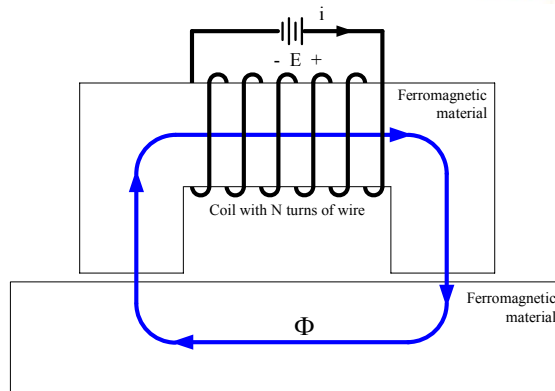 i
- E +
Ferromagnetic
material
Coil with N turns of wire
Ferromagnetic
material
Φ